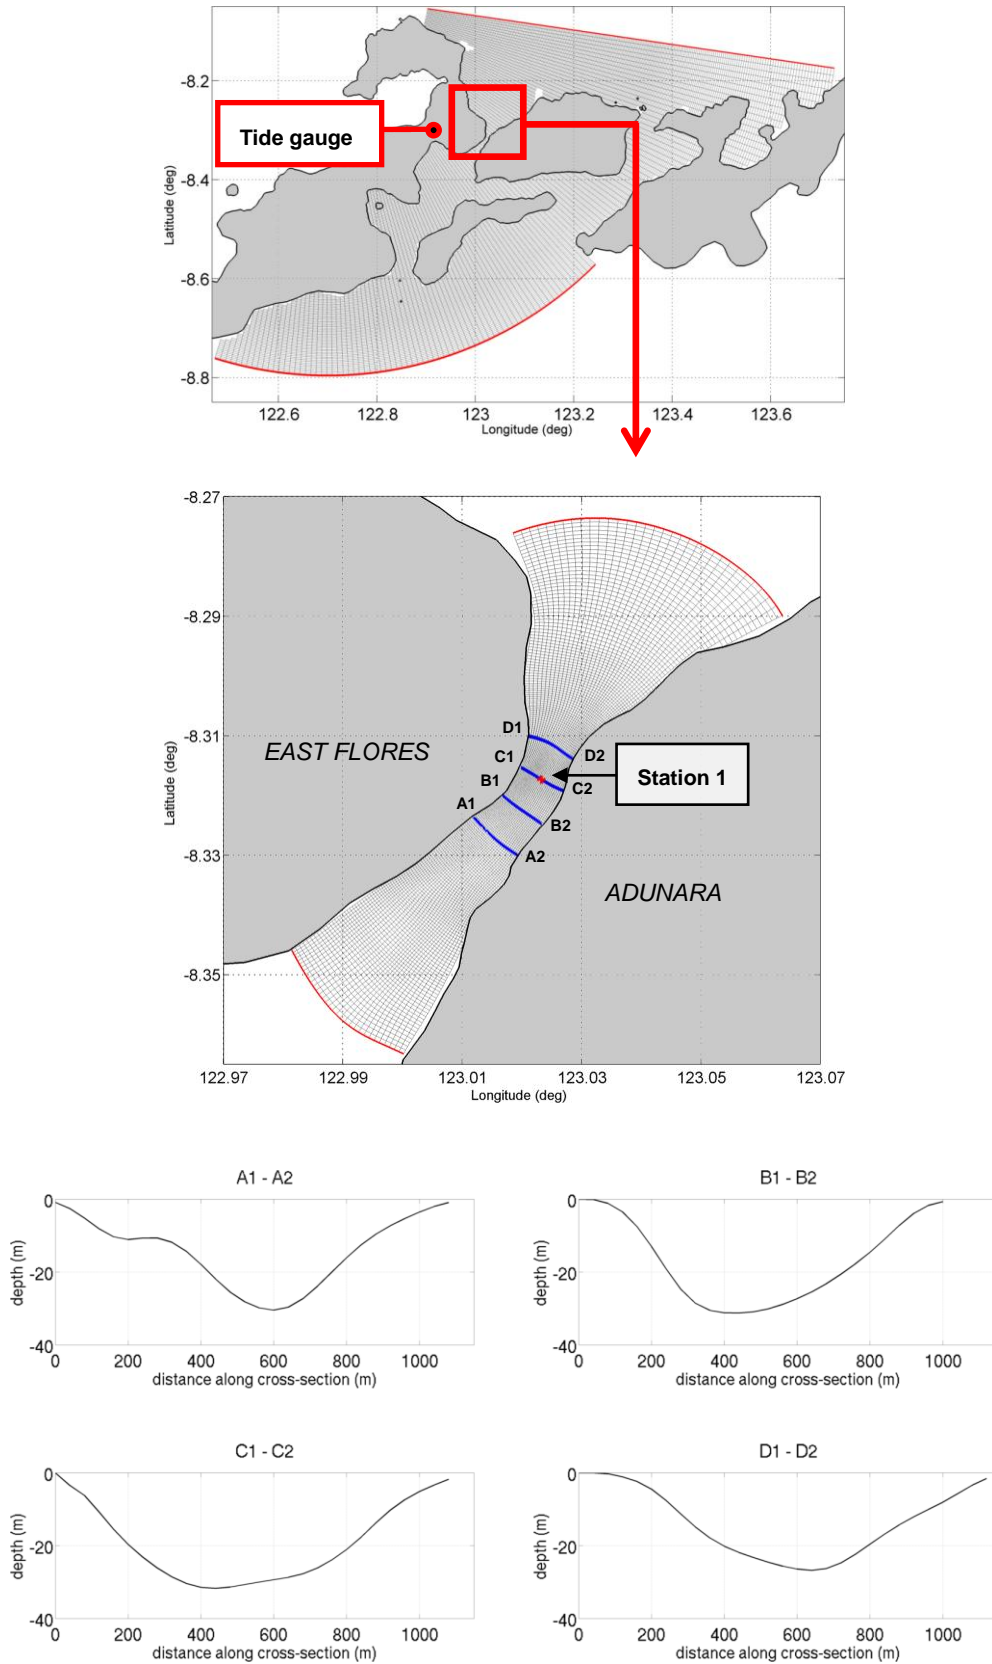 -8.2
Tide gauge
-8.4
-8.6
-8.8
Latitude (deg)
122.6 122.8 123 123.2 123.4 123.6
Longitude (deg)
-8.27
-8.29
-8.31
-8.33
-8.35
Latitude (deg)
EAST FLORES
D1
D2
C1
C2
Station 1
B1
B2
A1
A2
ADUNARA
122.97 122.99 123.01 123.03 123.05 123.07
Longitude (deg)
A1 - A2
0
-20
-40
depth (m)
0 200 400 600 800 1000
distance along cross-section (m)
B1 - B2
0
-20
-40
depth (m)
0 200 400 600 800 1000
distance along cross-section (m)
C1 - C2
0
-20
-40
depth (m)
0 200 400 600 800 1000
distance along cross-section (m)
D1 - D2
0
-20
-40
depth (m)
0 200 400 600 800 1000
distance along cross-section (m)